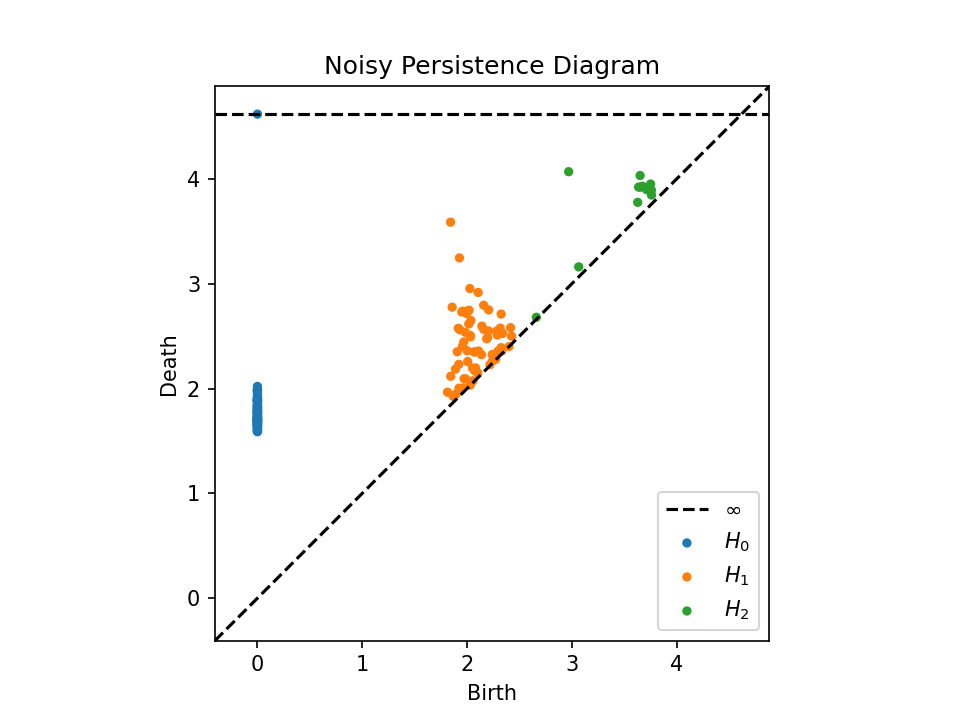 Noisy Persistence Diagram
Death
4
3
2
1
0
0 1 2 3 4
Birth
∞
H₀
H₁
H₂